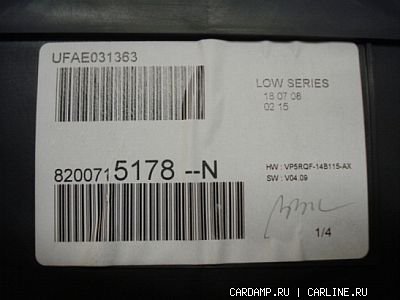 UFAE031363
LOW SERIES
18 07 08
02 15
8200715178 --N
HW : VP5RQF-14B115-AX
SW : V04.09
1/4
CARDAMP.RU | CARLINE.RU